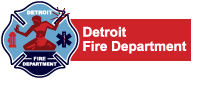 DETROIT
FIRE
DEPARTMENT
Detroit
Fire Department